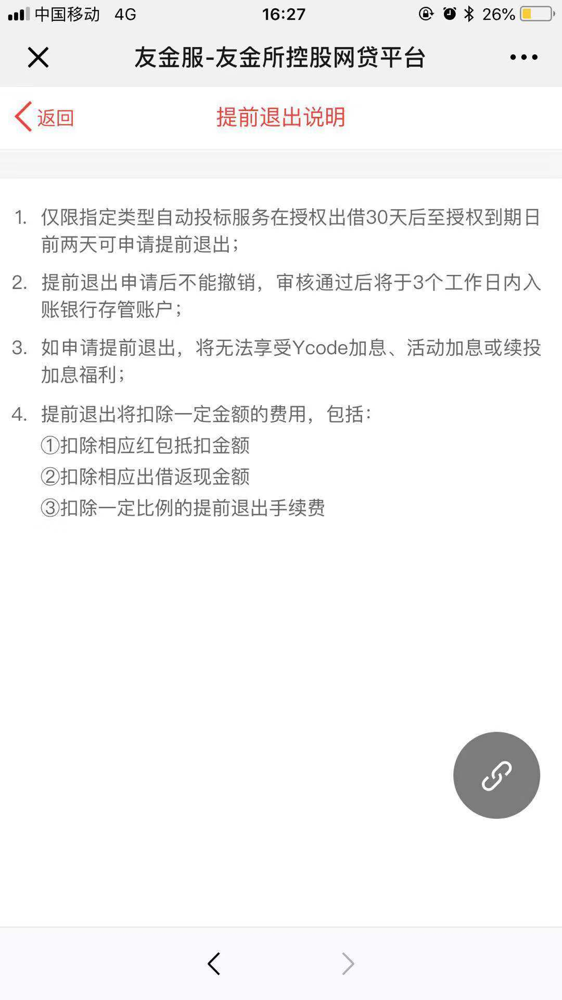 中国移动 4G 16:27 26%
友金服-友金所控股网贷平台
返回 提前退出说明
1. 仅限指定类型自动投标服务在授权出借30天后至授权到期日
前两天可申请提前退出；
2. 提前退出申请后不能撤销，审核通过后将于3个工作日内入
账银行存管账户；
3. 如申请提前退出，将无法享受Ycode加息、活动加息或续投
加息福利；
4. 提前退出将扣除一定金额的费用，包括：
①扣除相应红包抵扣金额
②扣除相应出借返现金额
③扣除一定比例的提前退出手续费